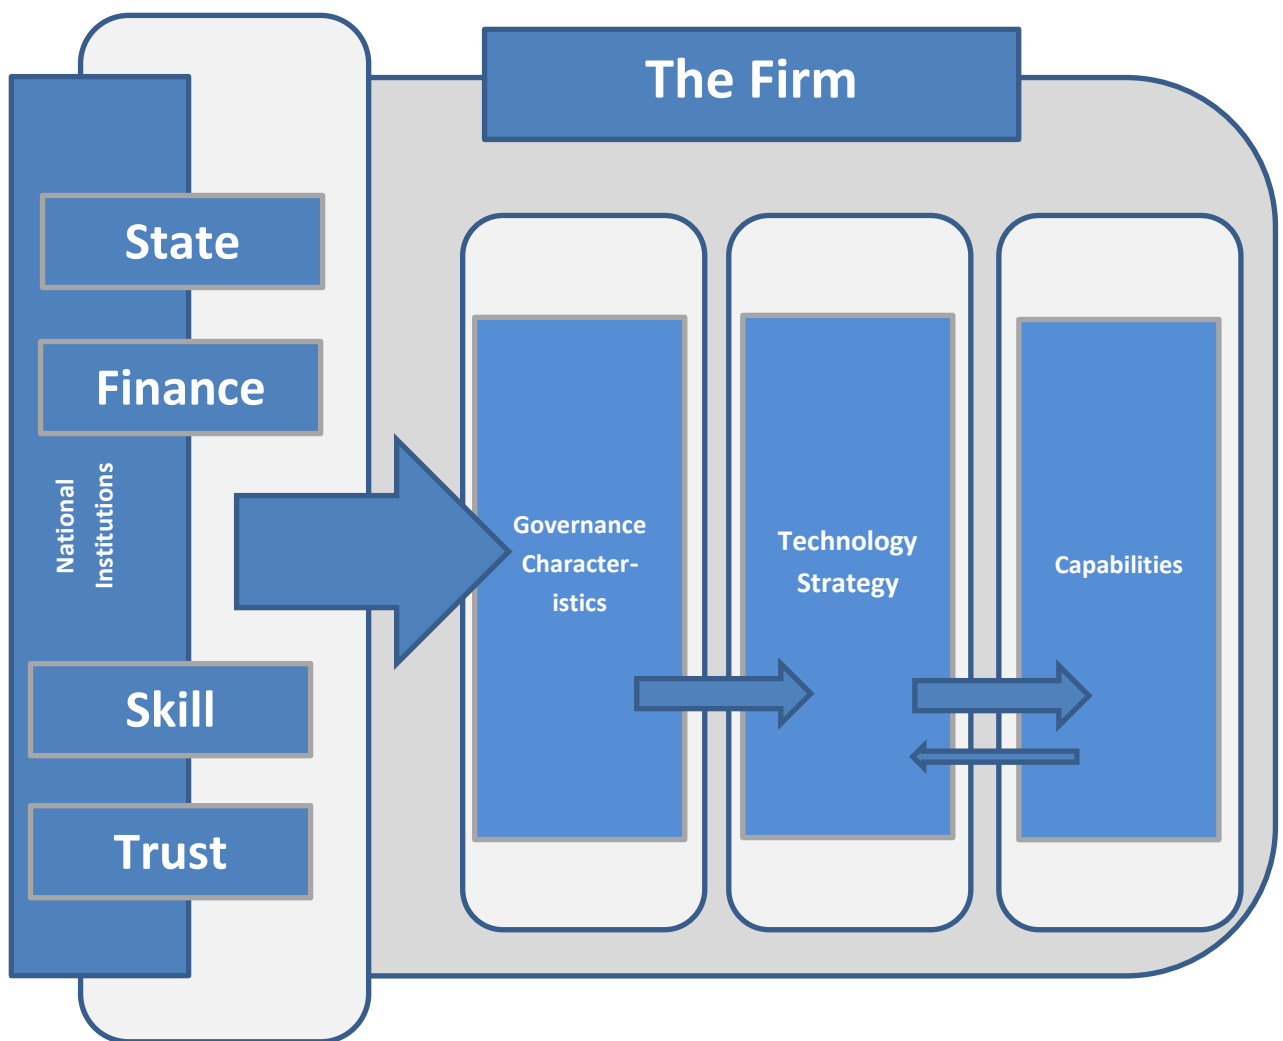 The Firm
State
Finance
National
Institutions
Skill
Trust
Governance
Character-
istics
Technology
Strategy
Capabilities